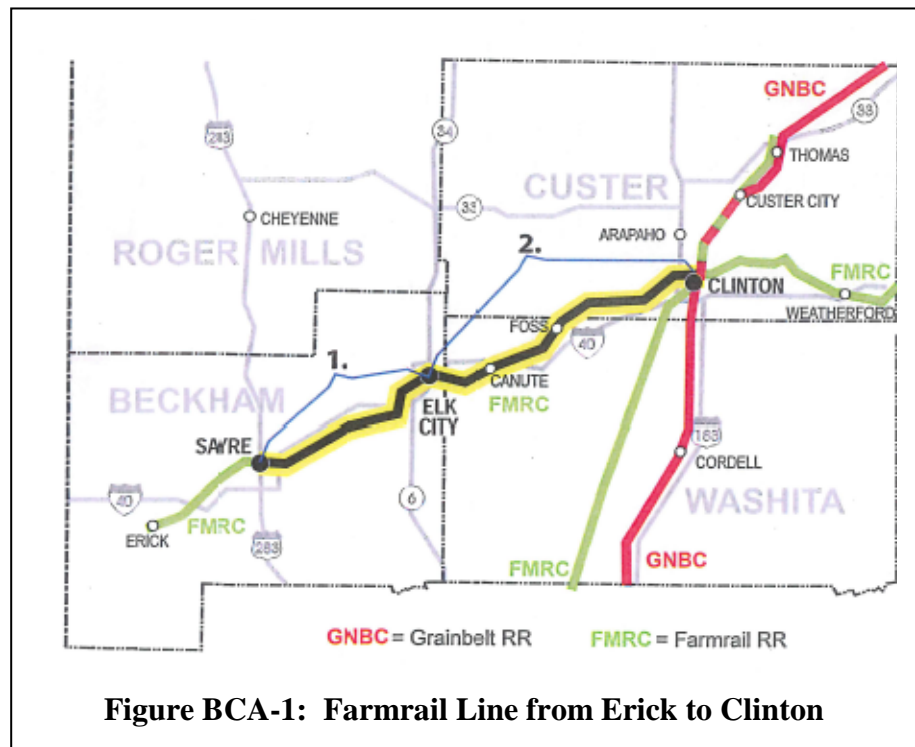 GNBC
33
THOMAS
283
34
CUSTER
CUSTER CITY
33
CHEYENNE
ARAPAHO
ROGER MILLS
2.
CLINTON
FMRC
WEATHERFORD
FOSS
40
1.
CANUTE
BECKHAM
ELK
CITY
FMRC
SAYRE
163
CORDELL
40
6
WASHITA
FMRC
ERICK
283
FMRC
GNBC
GNBC = Grainbelt RR
FMRC = Farmrail RR
Figure BCA-1: Farmrail Line from Erick to Clinton